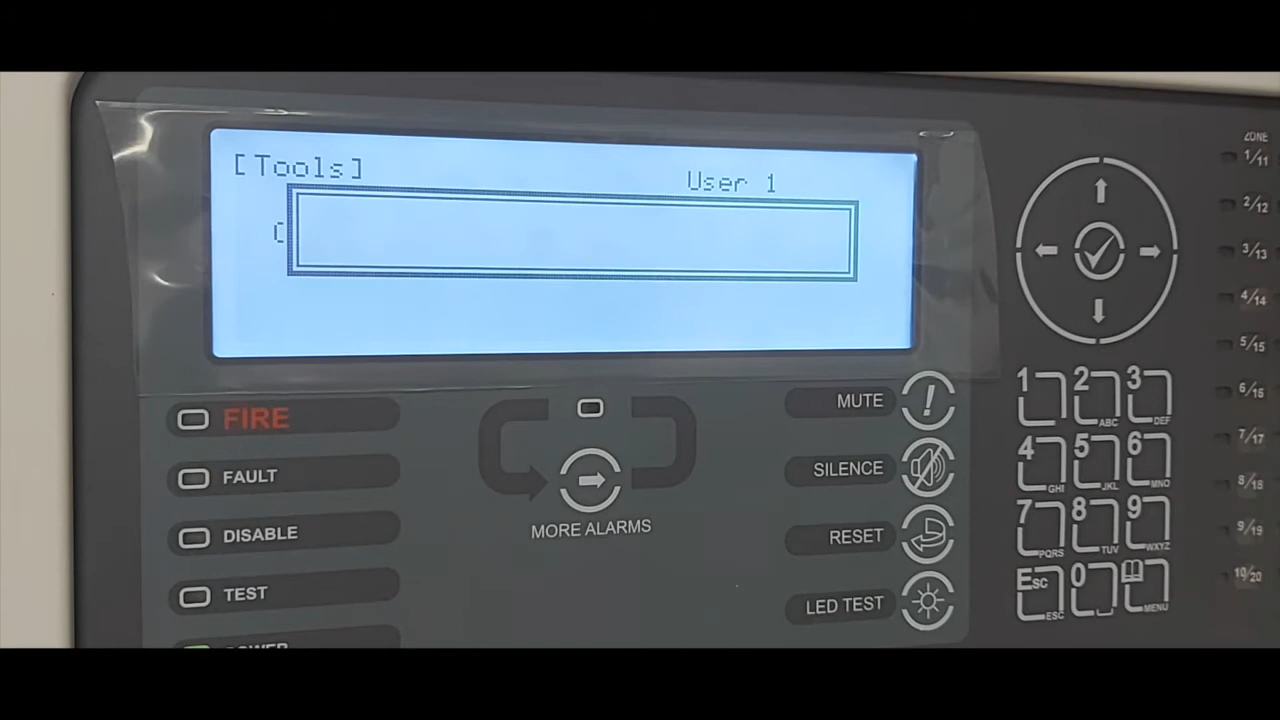 [Tools]
User 1
FIRE
FAULT
DISABLE
TEST
POWER
MORE ALARMS
MUTE
SILENCE
RESET
LED TEST
1 2 ABC 3 DEF
4 GHI 5 JKL 6 MNO
7 PQRS 8 TUV 9 WXYZ
Esc ESC 0 MENU
ZONE
1/11
2/12
3/13
4/14
5/15
6/16
7/17
8/18
9/19
10/20